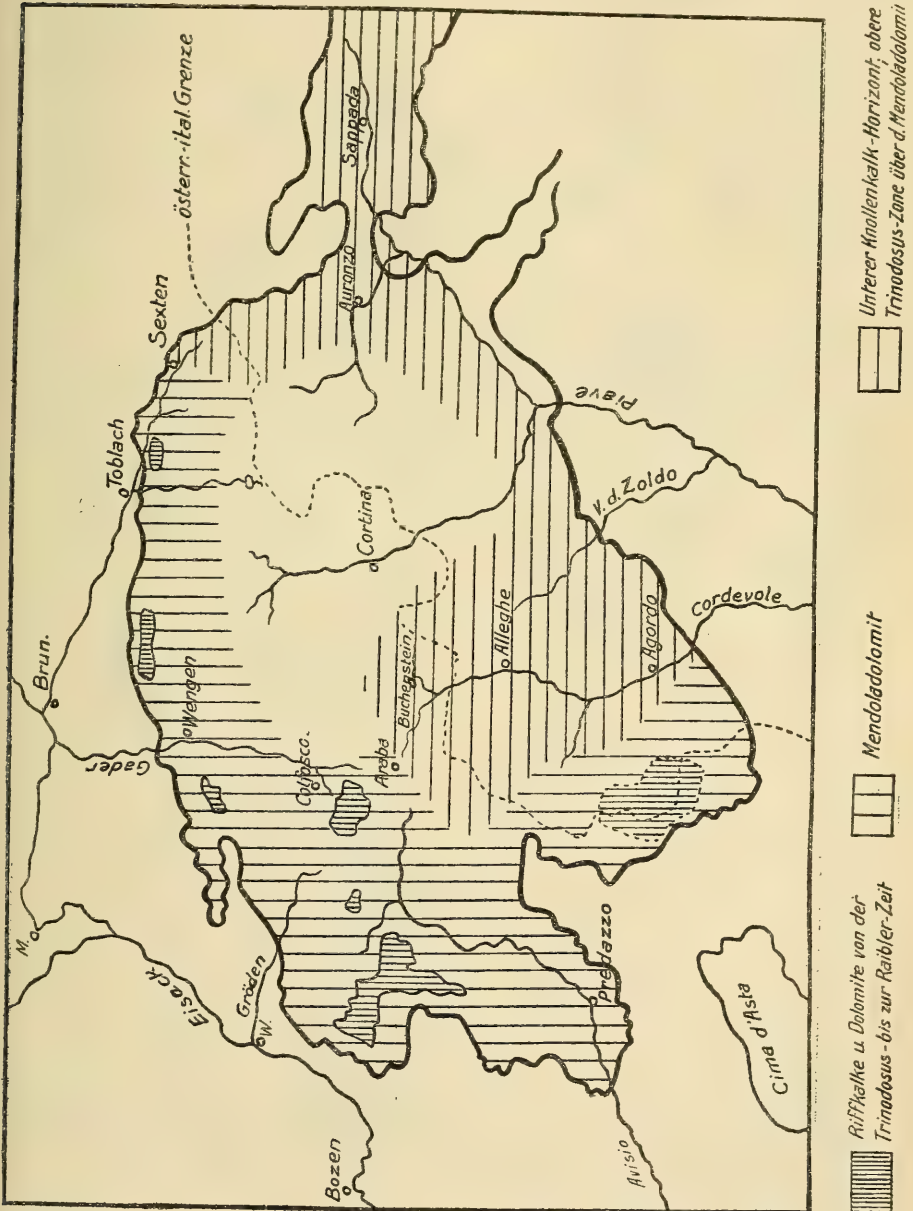 M.
Brun.
Toblach
Sexten
österr.-ital. Grenze
Eisack
Gader
Wengen
Gröden
W.
Colfosco.
Araba
Buchenstein
Cortina
Auronzo
Sappada
Bozen
Alleghe
Predazzo
Agordo
V. d. Zoldo
Piave
Cordevole
Avisio
Cima d'Asta
Riffkalke u. Dolomite von der
Trinodosus-bis zur Raibler-Zeit
Mendoladolomit
Unterer Knollenkalk-Horizont, obere
Trinodosus-Zone über d. Mendoladolomit